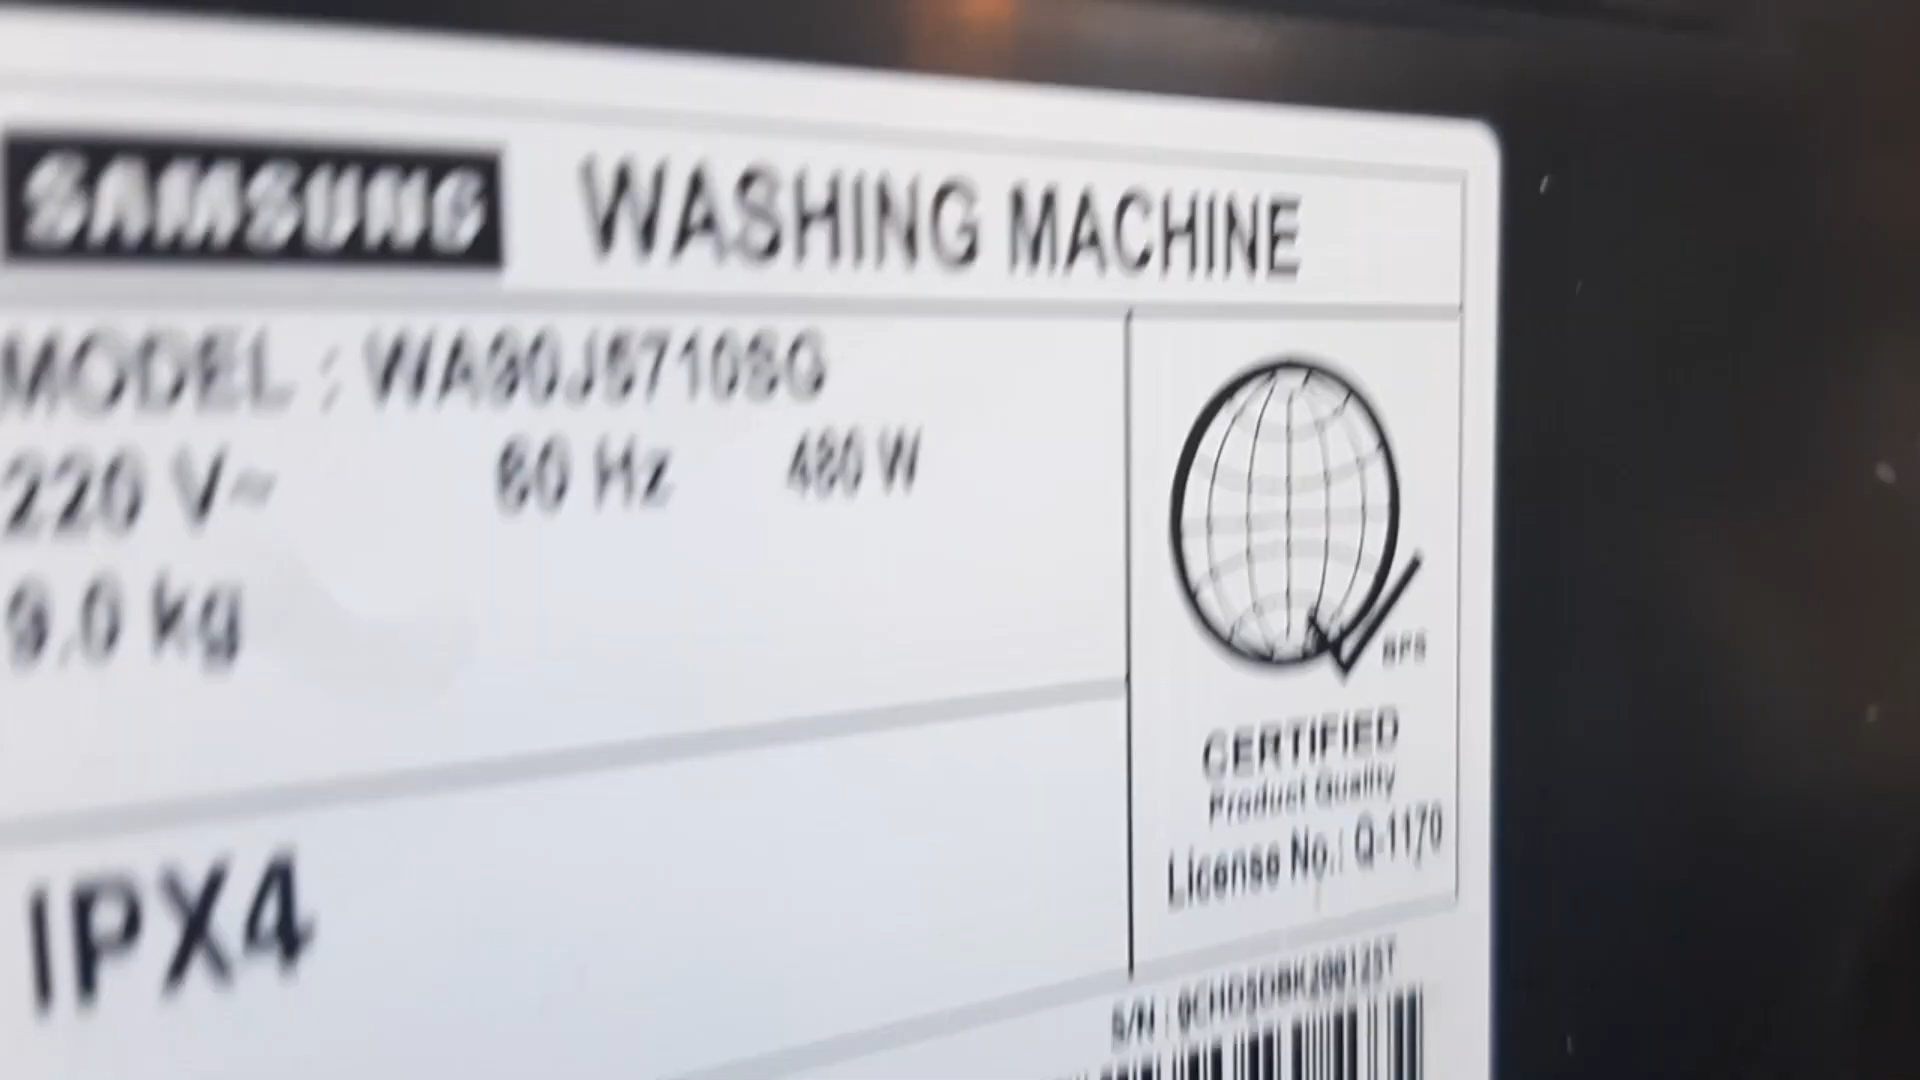 SAMSUNG WASHING MACHINE
MODEL : WA90J5710SG
220 V~ 60 Hz 480 W
9.0 kg
BPS
CERTIFIED
Product Quality
License No.: Q-1170
IPX4
S/N :